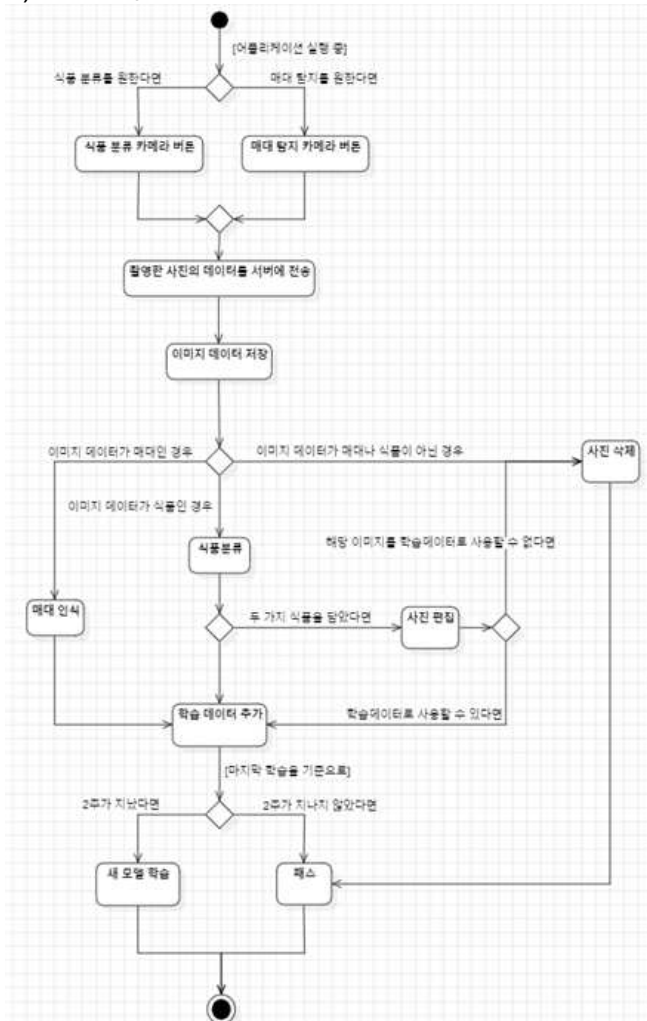 [어플리케이션 실행 중]
식품 분류를 원한다면
매대 탐지를 원한다면
식품 분류 카메라 버튼
매대 탐지 카메라 버튼
촬영한 사진의 데이터를 서버에 전송
이미지 데이터 저장
이미지 데이터가 매대인 경우
이미지 데이터가 매대나 식품이 아닌 경우
사진 삭제
이미지 데이터가 식품인 경우
해당 이미지를 학습데이터로 사용할 수 없다면
식품분류
매대 인식
두 가지 식품을 담았다면
사진 편집
학습 데이터 추가
학습데이터로 사용할 수 있다면
[마지막 학습을 기준으로]
2주가 지났다면
2주가 지나지 않았다면
새 모델 학습
패스